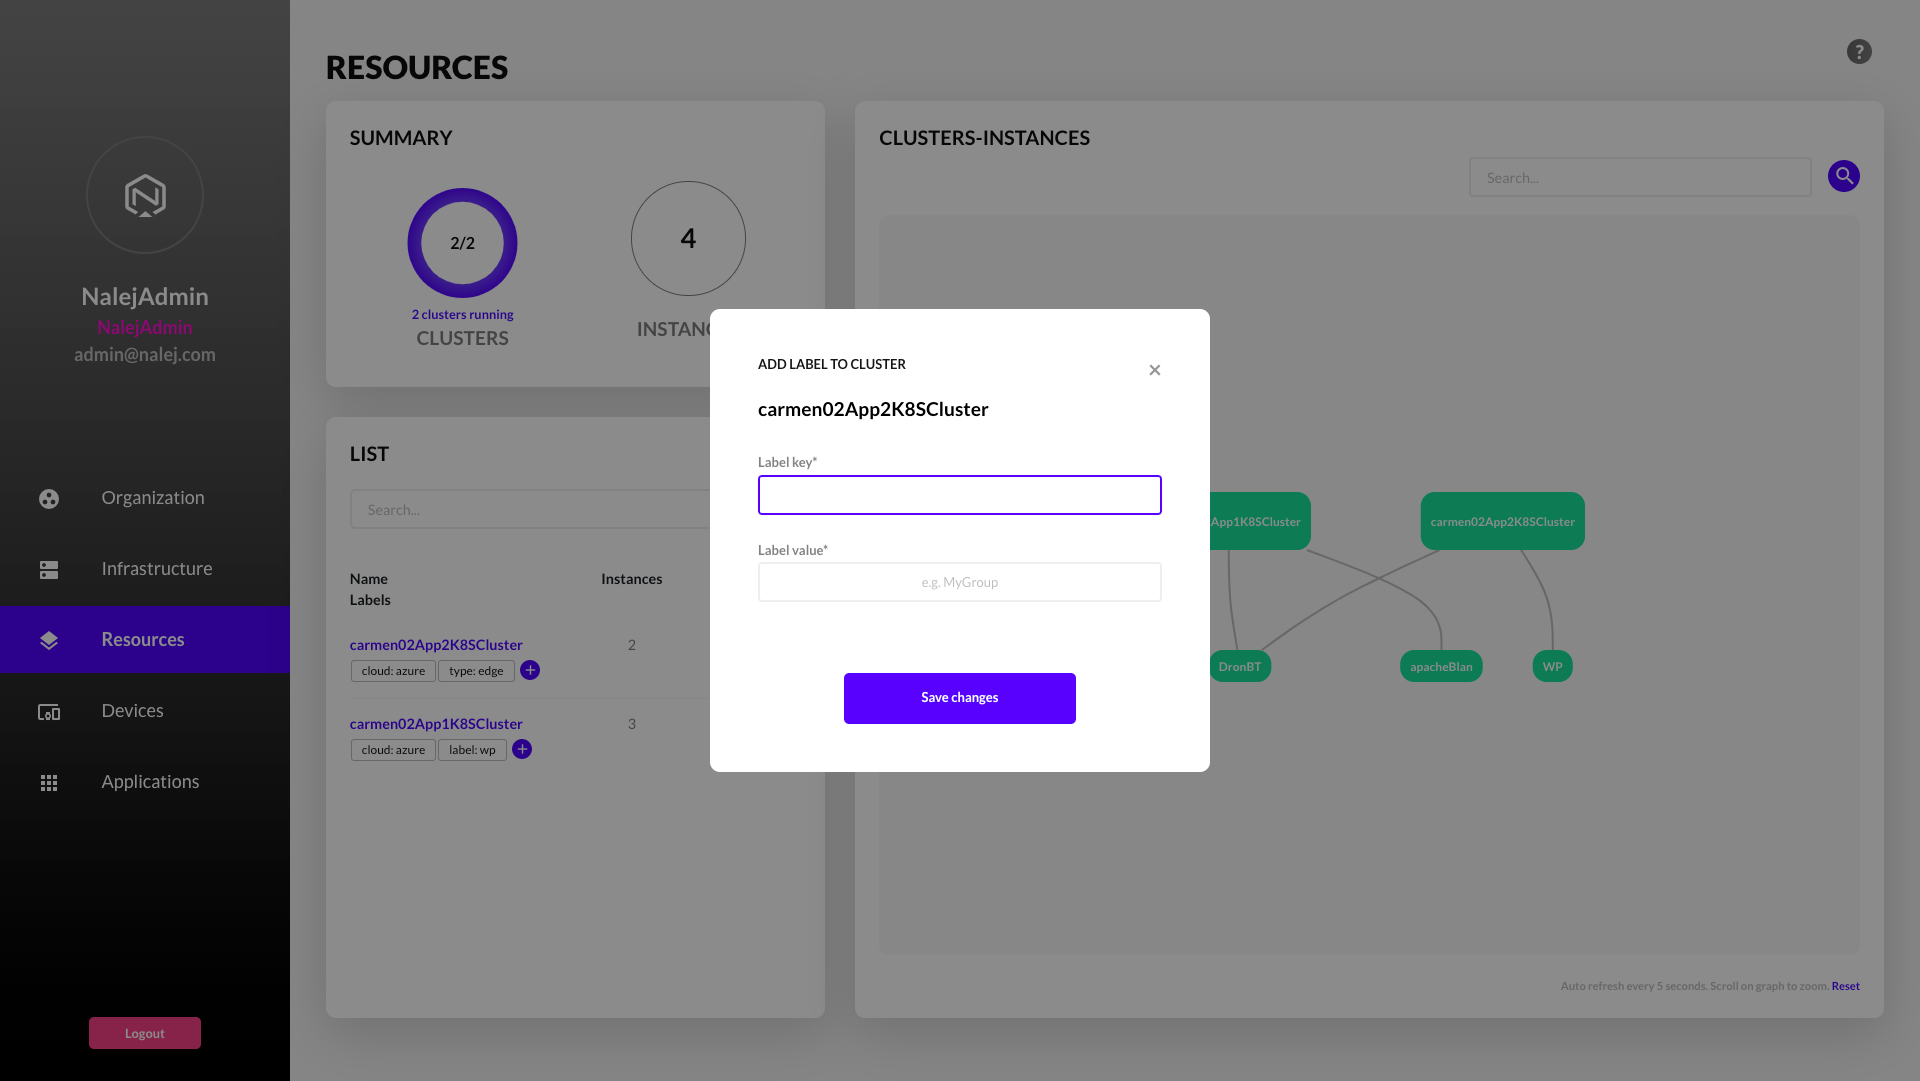 NalejAdmin
NalejAdmin
admin@nalej.com
Organization
Infrastructure
Resources
Devices
Applications
Logout
RESOURCES
?
SUMMARY
2/2
2 clusters running
CLUSTERS
4
INSTANC
LIST
Search...
Name
Labels
Instances
carmen02App2K8SCluster
2
cloud: azure
type: edge
+
carmen02App1K8SCluster
3
cloud: azure
label: wp
+
CLUSTERS-INSTANCES
Search...
App1K8SCluster
carmen02App2K8SCluster
DronBT
apacheBlan
WP
Auto refresh every 5 seconds. Scroll on graph to zoom. Reset
ADD LABEL TO CLUSTER
×
carmen02App2K8SCluster
Label key*
Label value*
e.g. MyGroup
Save changes